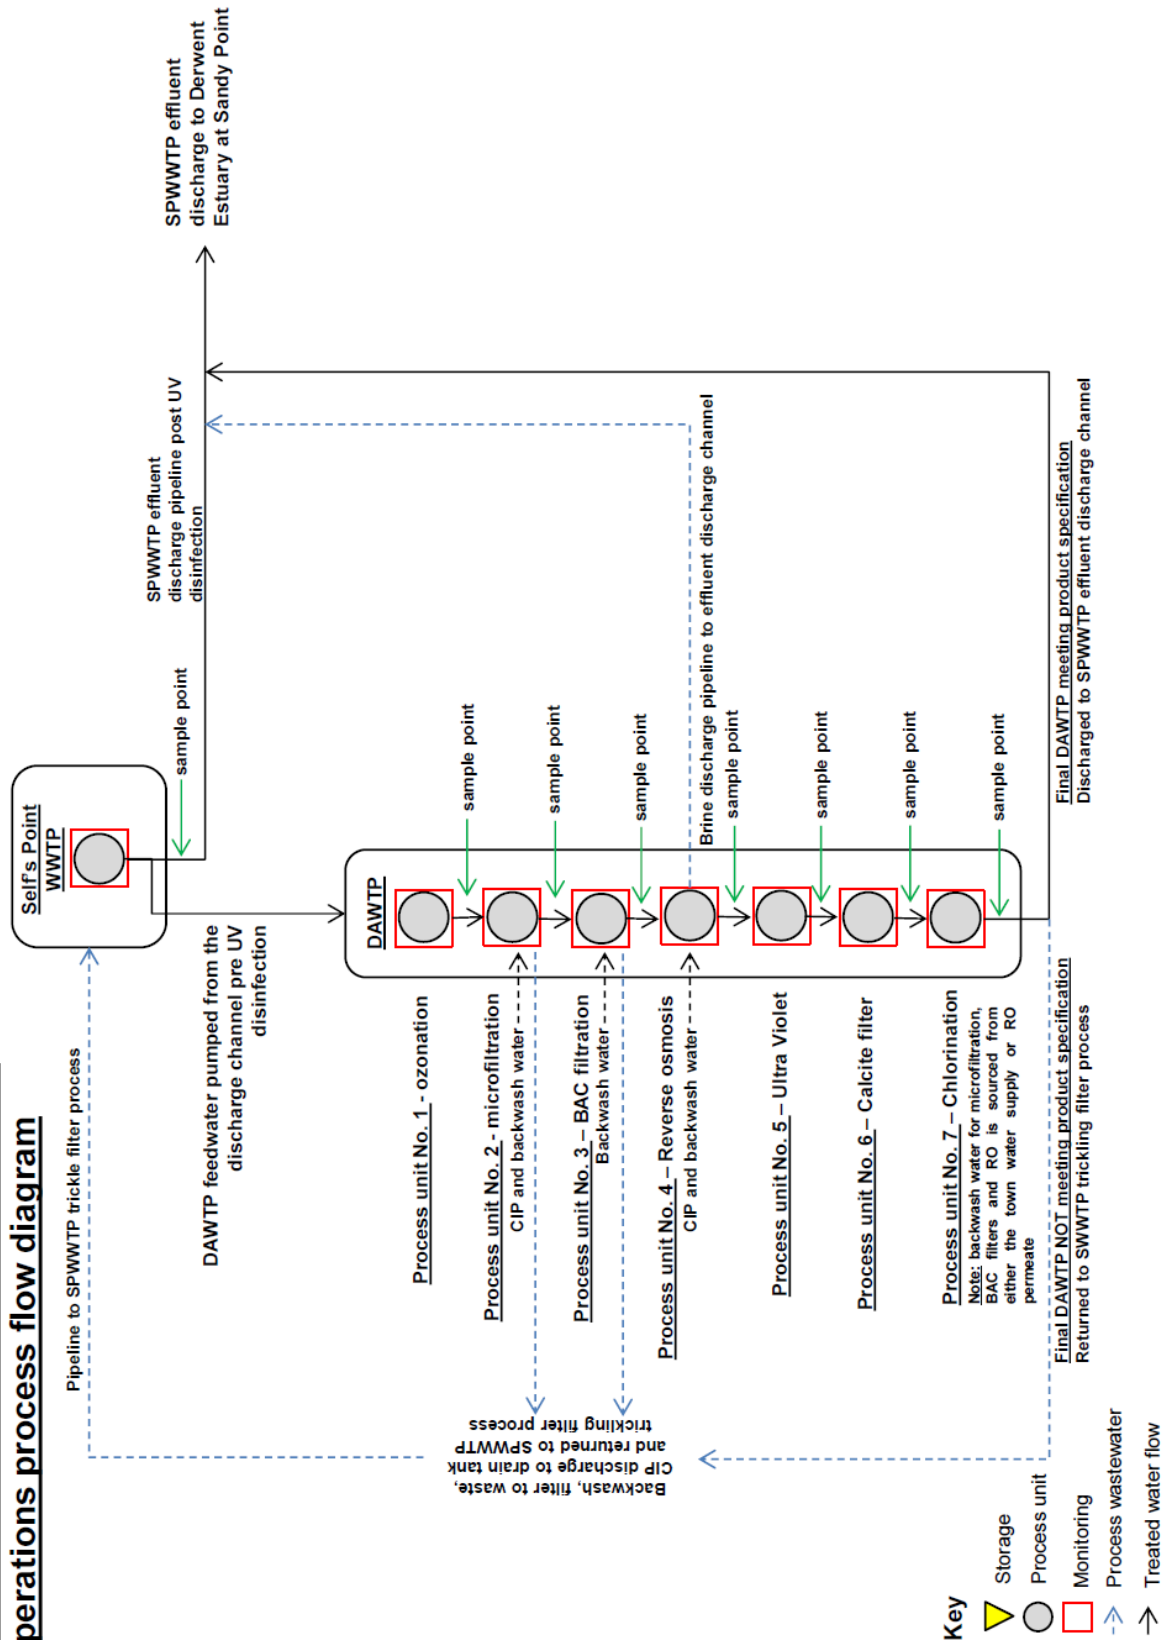 perations process flow diagram
Pipeline to SPWWTP trickle filter process
Self's Point
WWTP
sample point
SPWWTP effluent
discharge pipeline post UV
disinfection
SPWWTP effluent
discharge to Derwent
Estuary at Sandy Point
DAWTP feedwater pumped from the
discharge channel pre UV
disinfection
DAWTP
Process unit No. 1 - ozonation
sample point
Process unit No. 2 - microfiltration
CIP and backwash water
sample point
Process unit No. 3 – BAC filtration
Backwash water
sample point
Process unit No. 4 – Reverse osmosis
CIP and backwash water
Brine discharge pipeline to effluent discharge channel
sample point
Process unit No. 5 – Ultra Violet
sample point
Process unit No. 6 – Calcite filter
sample point
Process unit No. 7 – Chlorination
Note: backwash water for microfiltration,
BAC filters and RO is sourced from
either the town water supply or RO
permeate
sample point
Backwash, filter to waste,
CIP discharge to drain tank
and returned to SPWWTP
trickling filter process
Final DAWTP NOT meeting product specification
Returned to SWWTP trickling filter process
Final DAWTP meeting product specification
Discharged to SPWWTP effluent discharge channel
Key
Storage
Process unit
Monitoring
Process wastewater
Treated water flow